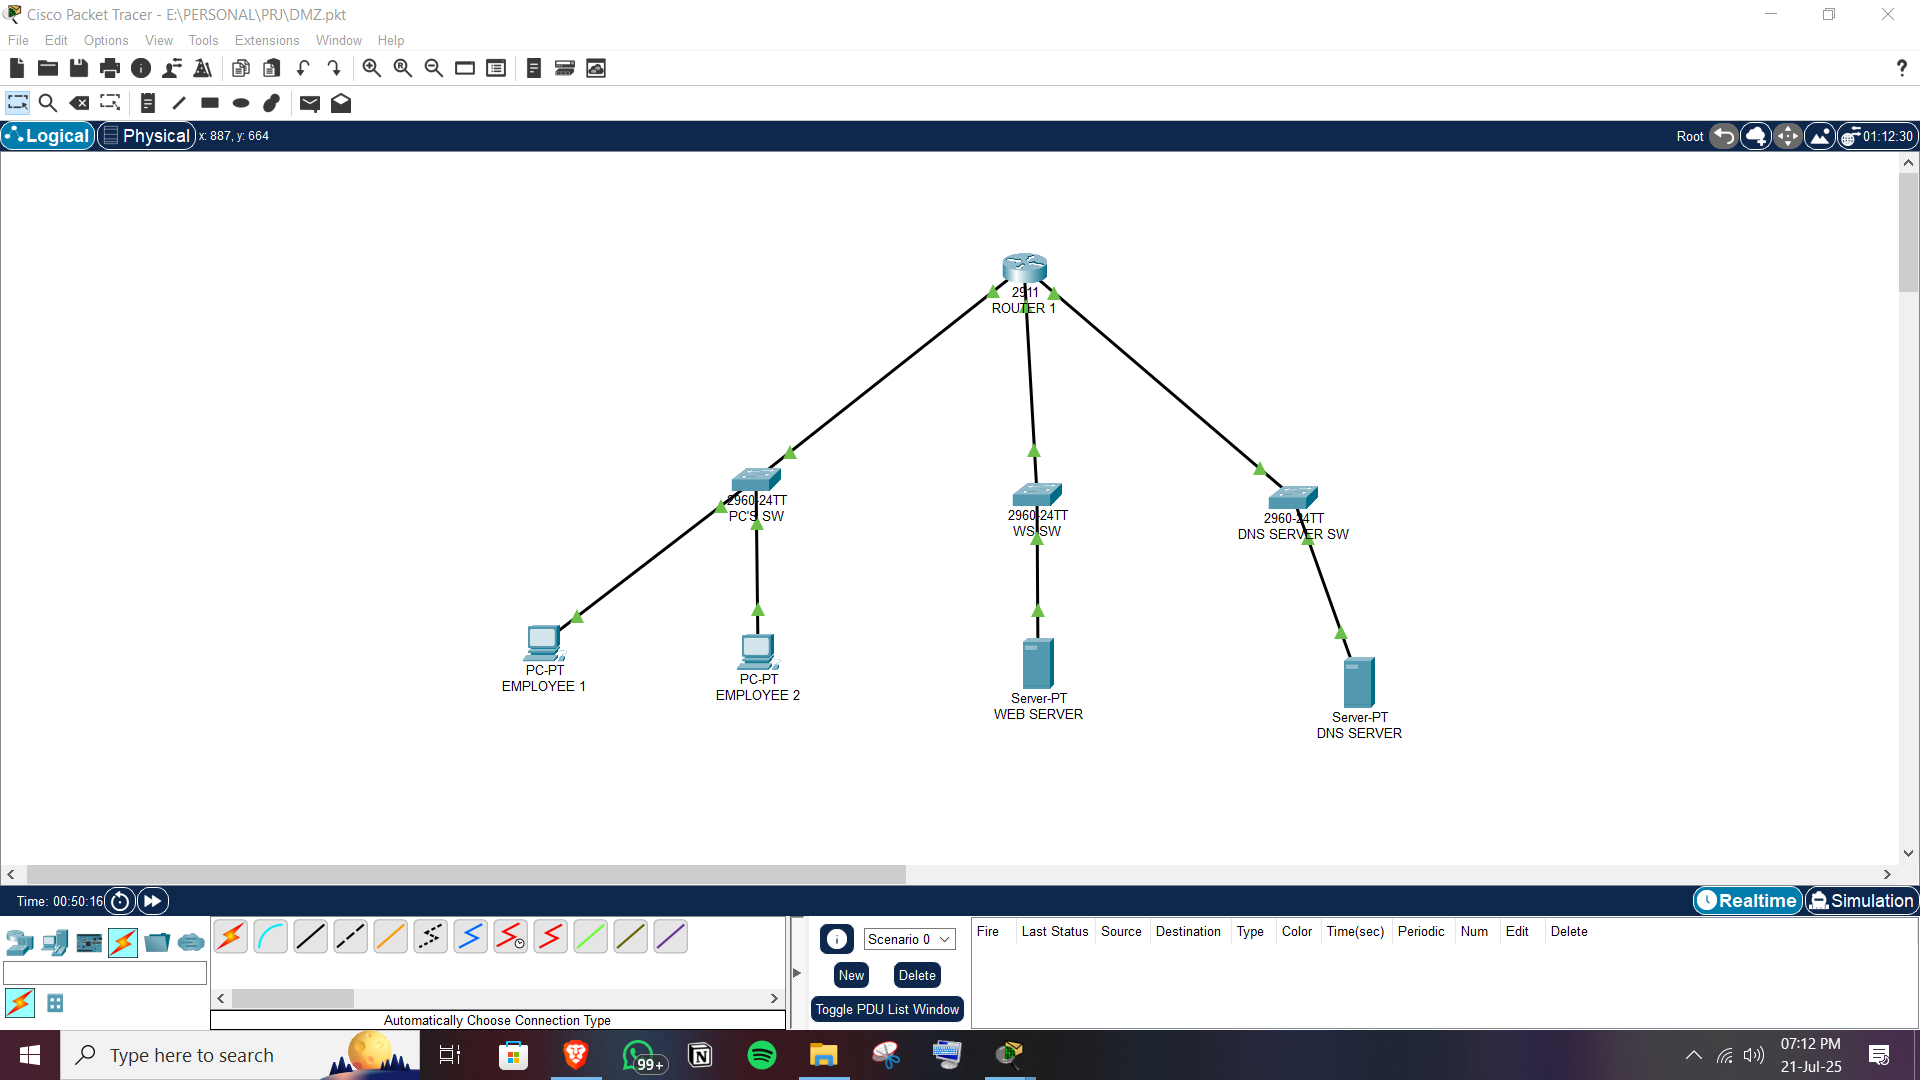 Cisco Packet Tracer - E:\PERSONAL\PRJ\DMZ.pkt
File Edit Options View Tools Extensions Window Help
?
Logical Physical x: 887, y: 664 Root 01:12:30
2911
ROUTER 1
2960-24TT
PC'S SW
2960-24TT
WS SW
2960-24TT
DNS SERVER SW
PC-PT
EMPLOYEE 1
PC-PT
EMPLOYEE 2
Server-PT
WEB SERVER
Server-PT
DNS SERVER
Time: 00:50:16 Realtime Simulation
Scenario 0
New Delete
Toggle PDU List Window
Fire Last Status Source Destination Type Color Time(sec) Periodic Num Edit Delete
Automatically Choose Connection Type
Type here to search
99+
07:12 PM
21-Jul-25